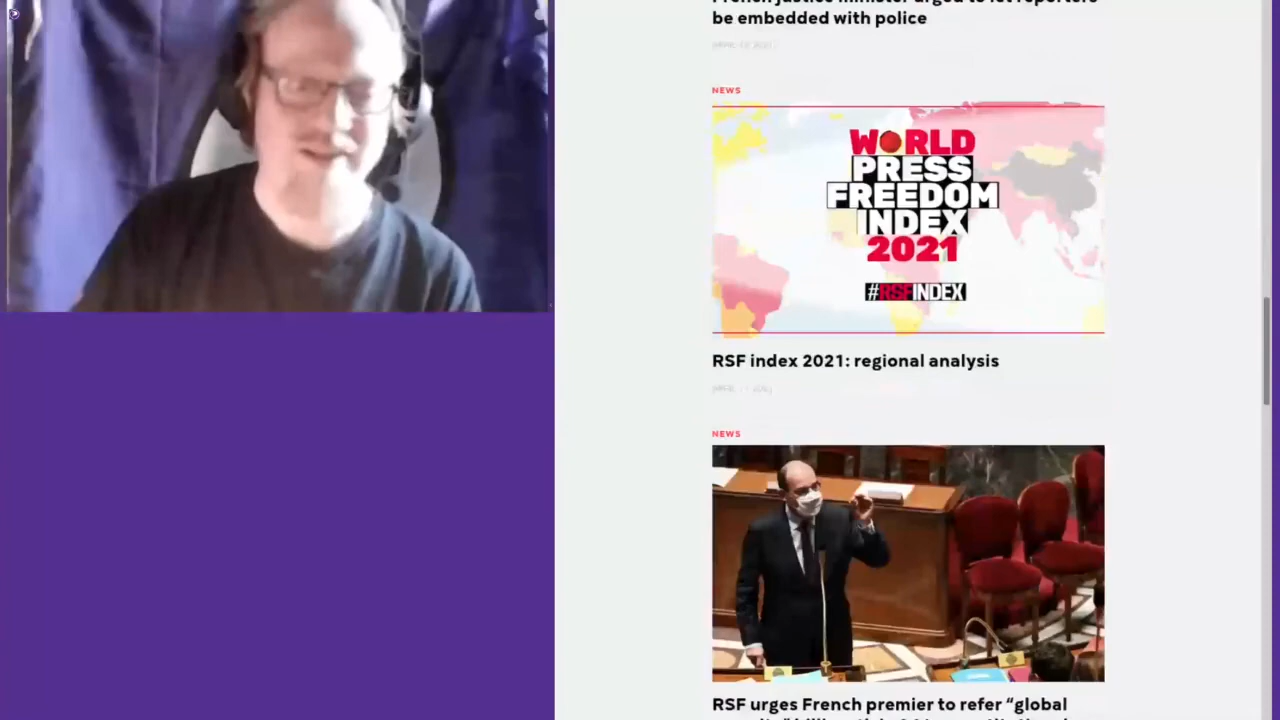 be embedded with police
NEWS
WORLD
PRESS
FREEDOM
INDEX
2021
#RSFINDEX
RSF index 2021: regional analysis
NEWS
RSF urges French premier to refer “global